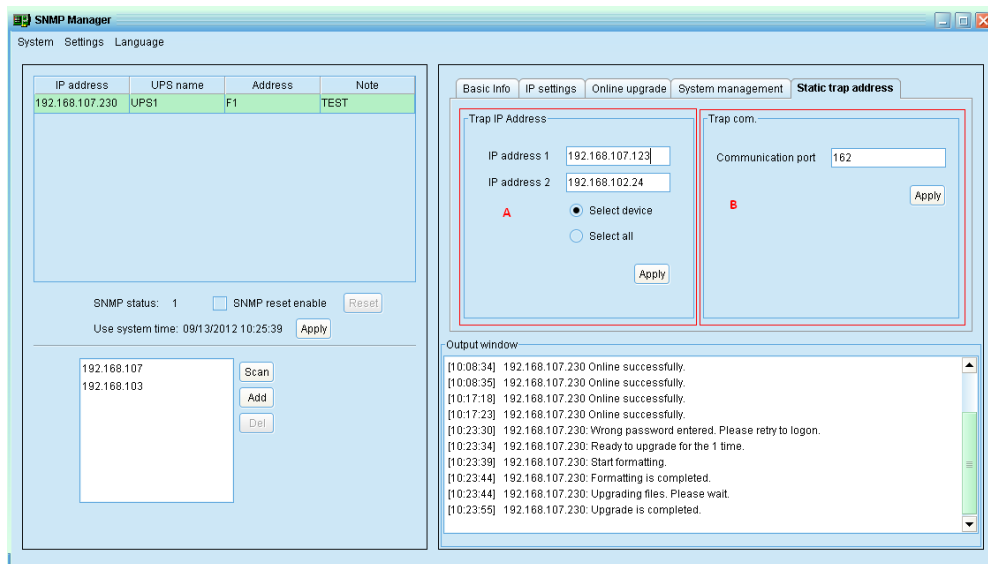 SNMP Manager
System Settings Language
IP address UPS name Address Note
192.168.107.230 UPS1 F1 TEST
SNMP status: 1 SNMP reset enable Reset
Use system time: 09/13/2012 10:25:39 Apply
192.168.107
192.168.103
Scan
Add
Del
Basic Info IP settings Online upgrade System management Static trap address
Trap IP Address
IP address 1 192.168.107.123
IP address 2 192.168.102.24
A
Select device
Select all
Apply
Trap com.
Communication port 162
B
Apply
Output window
[10:08:34] 192.168.107.230 Online successfully.
[10:08:35] 192.168.107.230 Online successfully.
[10:17:18] 192.168.107.230 Online successfully.
[10:17:23] 192.168.107.230 Online successfully.
[10:23:30] 192.168.107.230: Wrong password entered. Please retry to logon.
[10:23:34] 192.168.107.230: Ready to upgrade for the 1 time.
[10:23:39] 192.168.107.230: Start formatting.
[10:23:44] 192.168.107.230: Formatting is completed.
[10:23:44] 192.168.107.230: Upgrading files. Please wait.
[10:23:55] 192.168.107.230: Upgrade is completed.